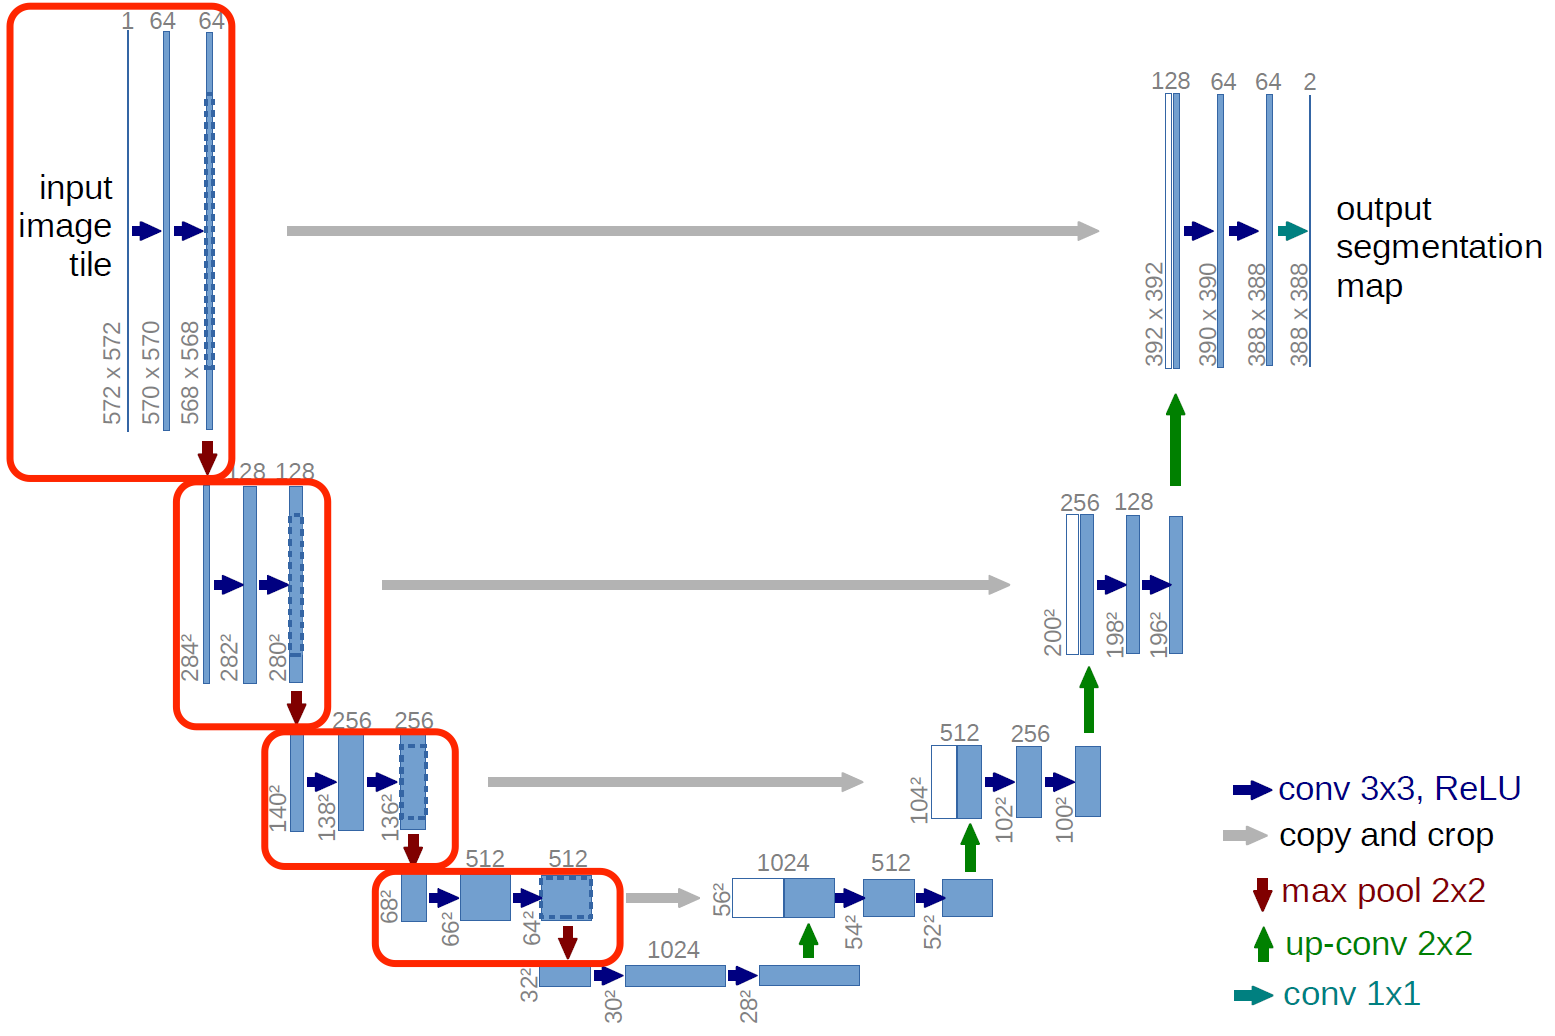 1 64 64
input
image
tile
572 x 572
570 x 570
568 x 568
128 64 64 2
392 x 392
390 x 390
388 x 388
388 x 388
output
segmentation
map
128 128
284²
282²
280²
256 128
200²
198²
196²
256 256
140²
138²
136²
512 256
104²
102²
100²
512 512
68²
66²
64²
1024 512
56²
54²
52²
1024
32²
30²
28²
conv 3x3, ReLU
copy and crop
max pool 2x2
up-conv 2x2
conv 1x1